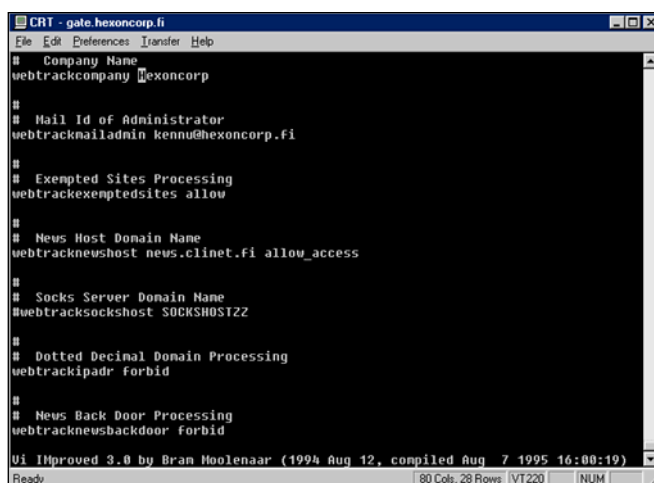 CRT - gate.hexoncorp.fi
File Edit Preferences Transfer Help
#   Company Name
webtrackcompany Hexoncorp
#
#  Mail Id of Administrator
webtrackmailadmin kennu@hexoncorp.fi
#
#  Exempted Sites Processing
webtrackexemptedsites allow
#
#  News Host Domain Name
webtracknewshost news.clinet.fi allow_access
#
#  Socks Server Domain Name
#webtracksockshost SOCKSHOSTZZ
#
#  Dotted Decimal Domain Processing
webtrackipadr forbid
#
#  News Back Door Processing
webtracknewsbackdoor forbid
Vi IMproved 3.0 by Bram Moolenaar (1994 Aug 12, compiled Aug  7 1995 16:00:19)
Ready 80 Cols, 28 Rows VT220 NUM